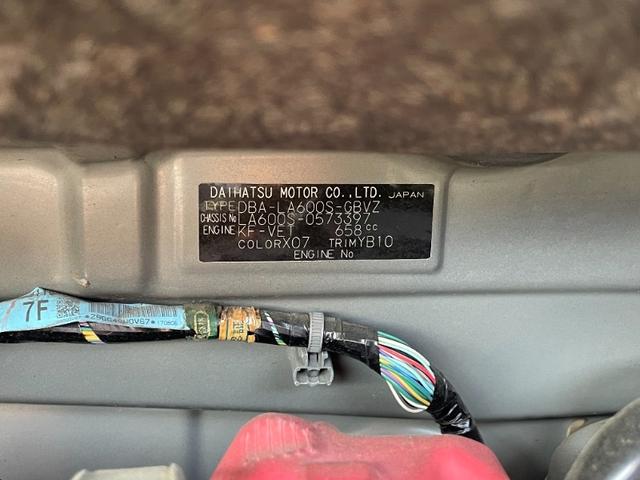 DAIHATSU MOTOR CO.,LTD. JAPAN
TYPE DBA-LA600S-GBVZ
CHASSIS No LA600S-0573397
ENGINE KF-VET 658cc
COLOR X07 TRIM YB10
ENGINE No
7F